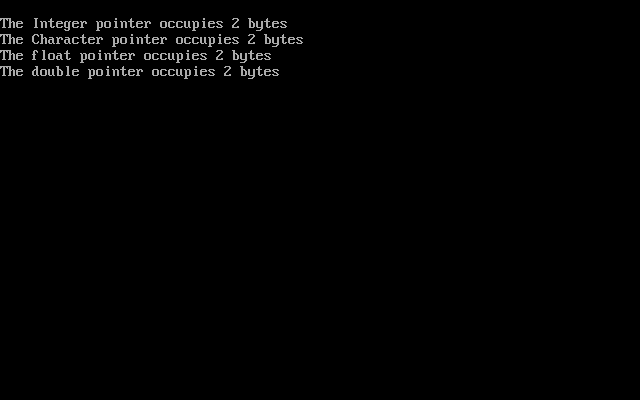 The Integer pointer occupies 2 bytes
The Character pointer occupies 2 bytes
The float pointer occupies 2 bytes
The double pointer occupies 2 bytes